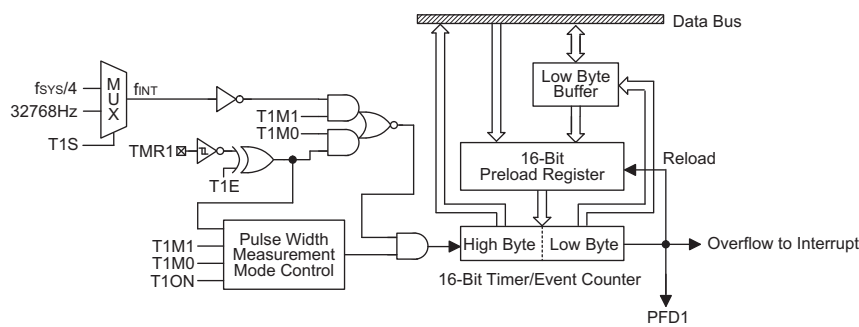 Data Bus
fSYS/4
32768Hz
T1S
MUX
fINT
T1M1
T1M0
TMR1
T1E
Low Byte
Buffer
16-Bit
Preload Register
Reload
T1M1
T1M0
T1ON
Pulse Width
Measurement
Mode Control
High Byte
Low Byte
16-Bit Timer/Event Counter
Overflow to Interrupt
PFD1